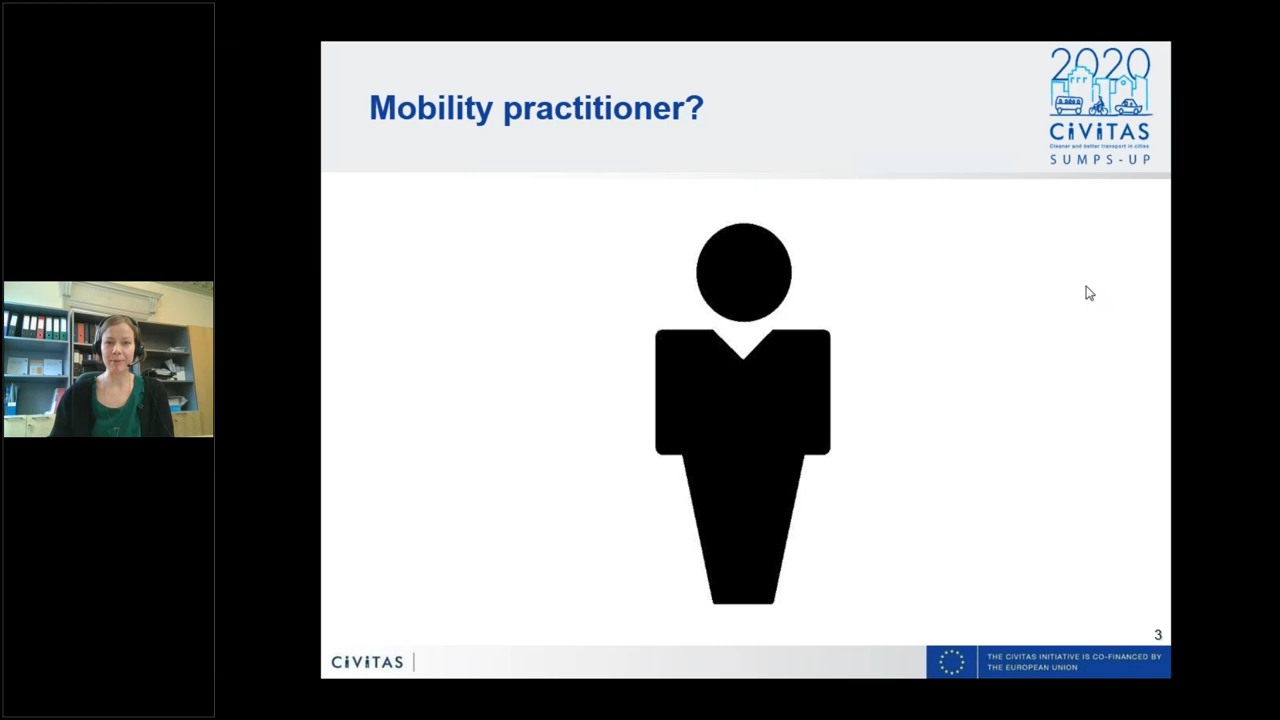 Mobility practitioner?
2020
CiViTAS
Cleaner and better transport in cities
SUMPS-UP
3
CiViTAS
THE CIVITAS INITIATIVE IS CO-FINANCED BY
THE EUROPEAN UNION